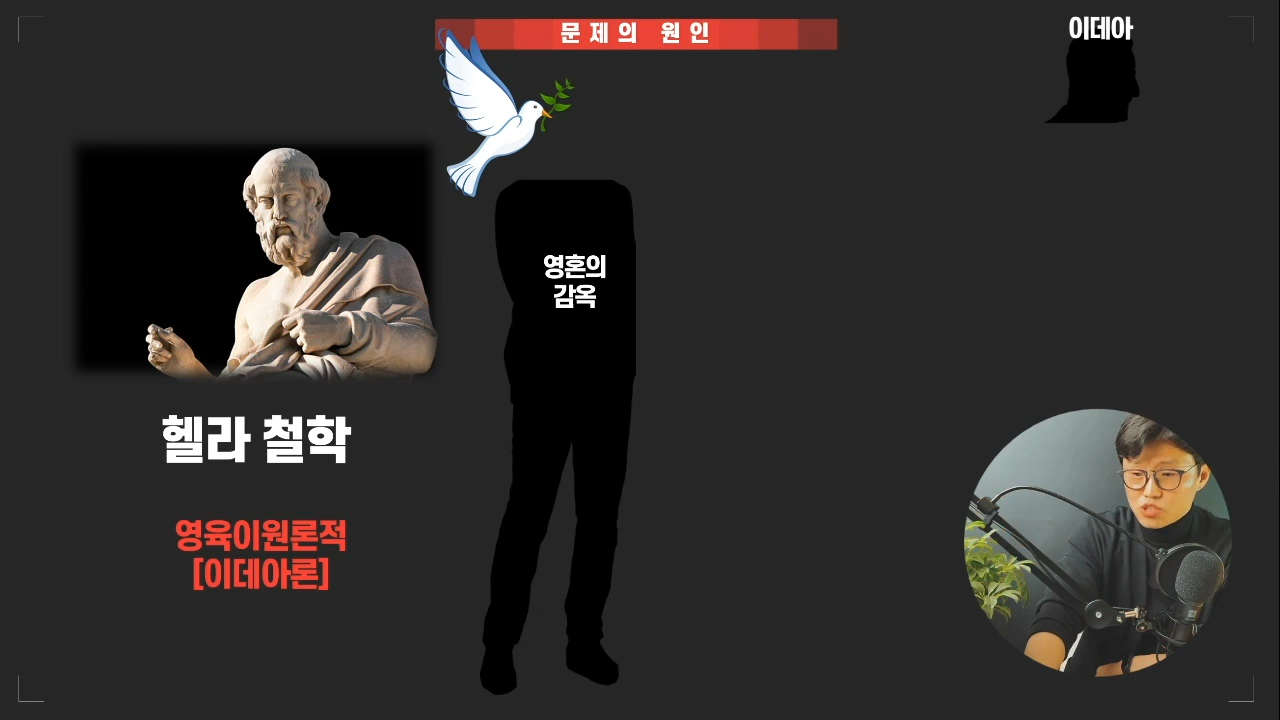 문제의 원인
이데아
영혼의
감옥
헬라 철학
영육이원론적
[이데아론]